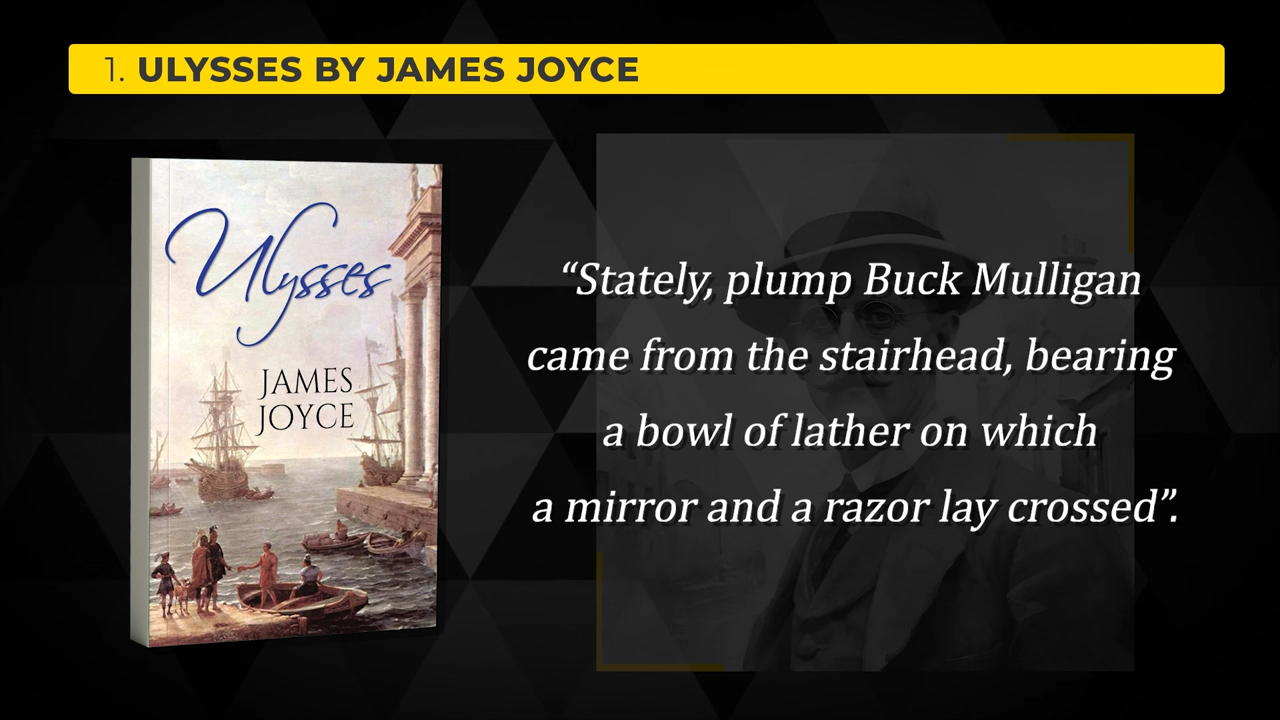 1. ULYSSES BY JAMES JOYCE
Ulysses
JAMES
JOYCE
“Stately, plump Buck Mulligan
came from the stairhead, bearing
a bowl of lather on which
a mirror and a razor lay crossed”.